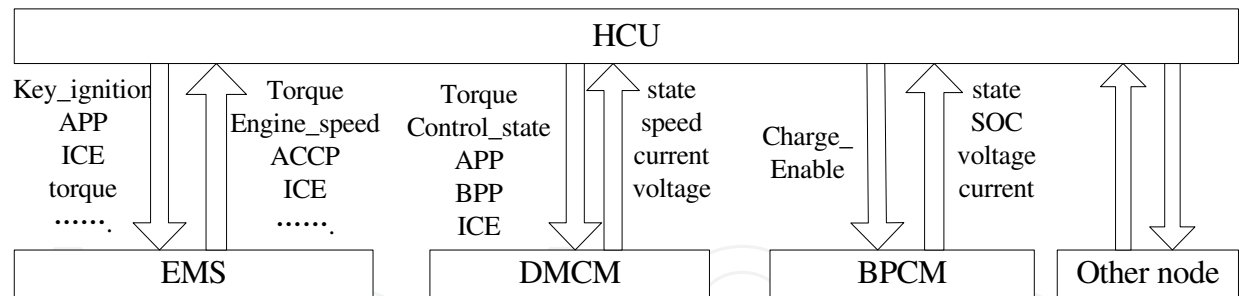 HCU
Key_ignition
APP
ICE
torque
…….
Torque
Engine_speed
ACCP
ICE
…….
Torque
Control_state
APP
BPP
ICE
state
speed
current
voltage
Charge_
Enable
state
SOC
voltage
current
EMS
DMCM
BPCM
Other node